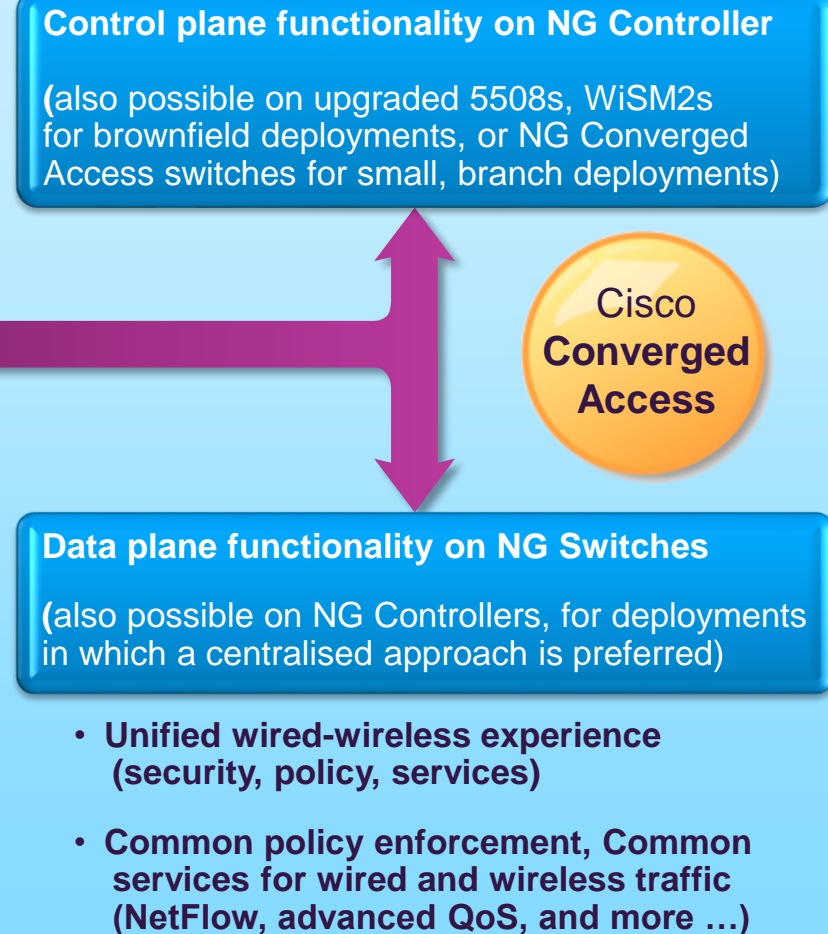 Control plane functionality on NG Controller
(also possible on upgraded 5508s, WiSM2s
for brownfield deployments, or NG Converged
Access switches for small, branch deployments)
Cisco
Converged
Access
Data plane functionality on NG Switches
(also possible on NG Controllers, for deployments
in which a centralised approach is preferred)
• Unified wired-wireless experience
(security, policy, services)
• Common policy enforcement, Common
services for wired and wireless traffic
(NetFlow, advanced QoS, and more …)